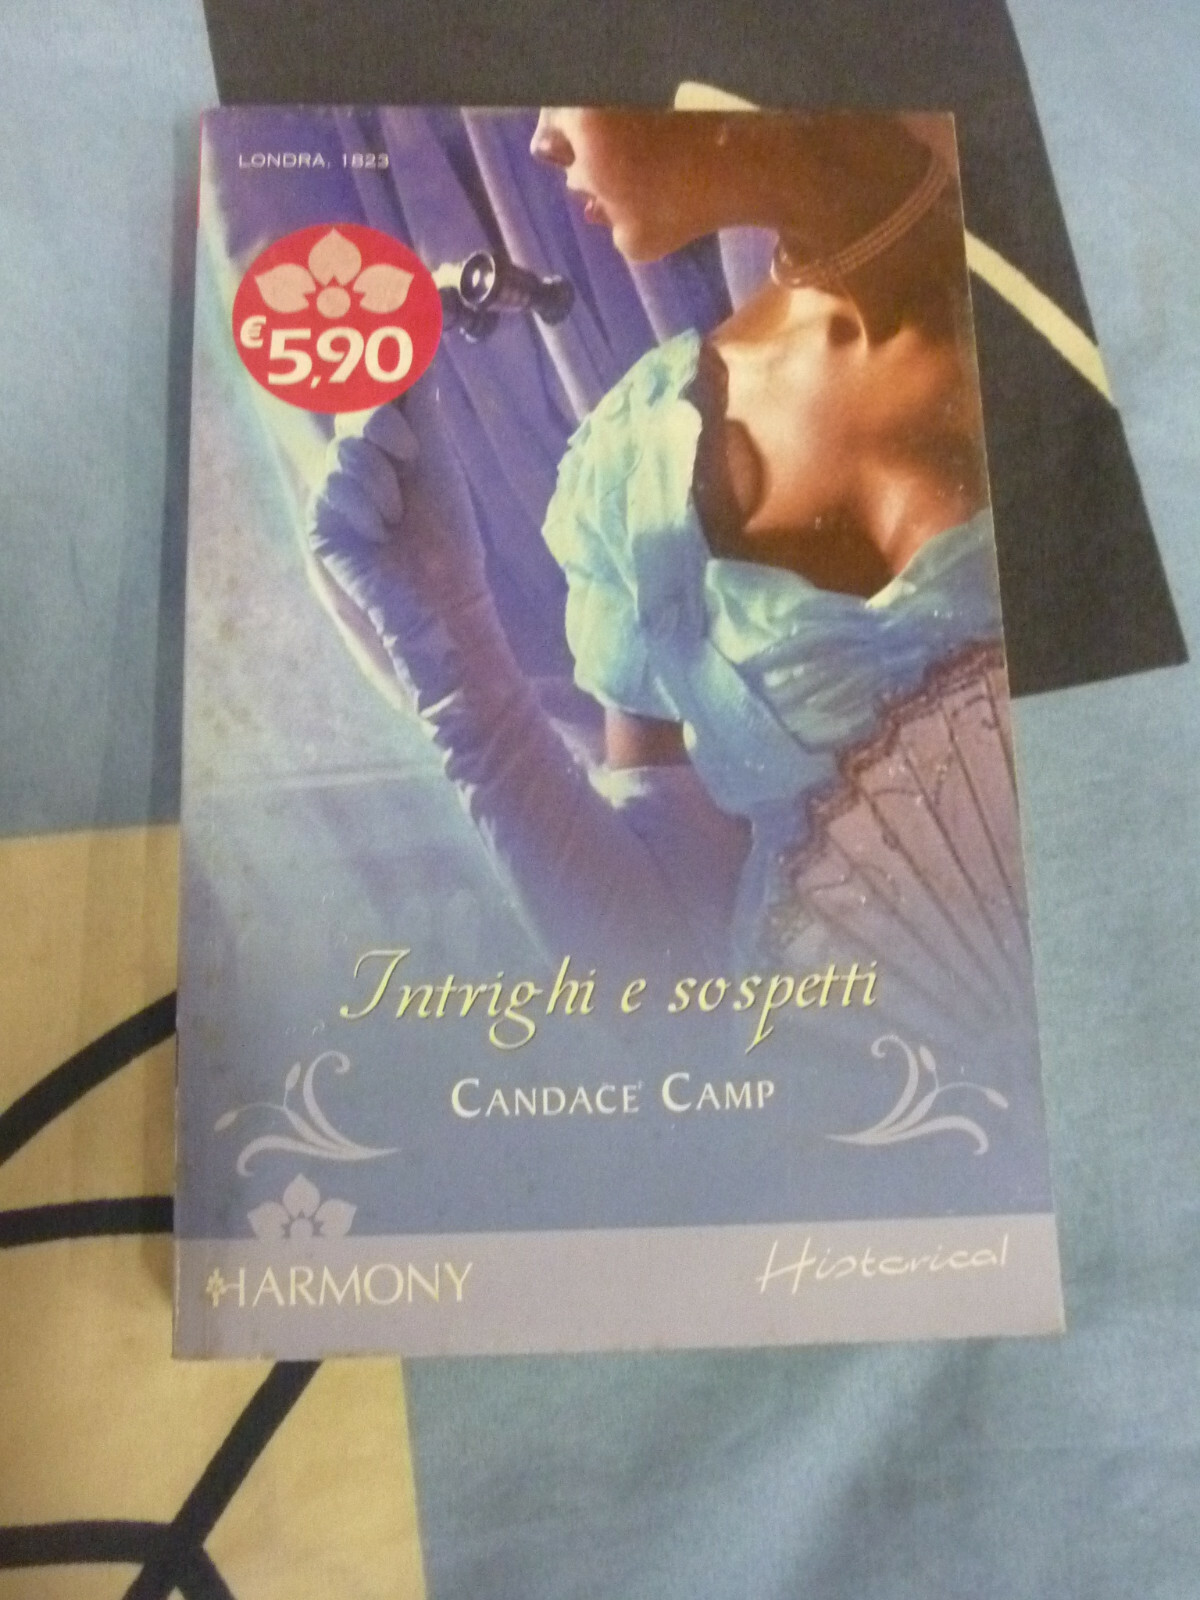 LONDRA, 1823
€5,90
Intrighi e sospetti
CANDACE CAMP
HARMONY
Historical